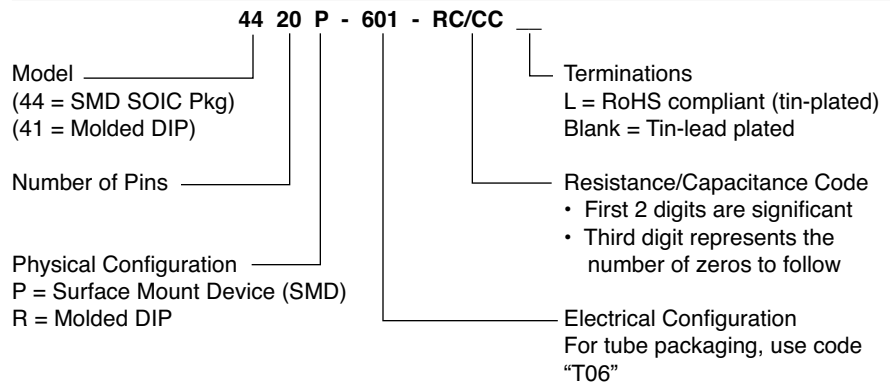 44 20 P - 601 - RC/CC __
Model
(44 = SMD SOIC Pkg)
(41 = Molded DIP)
Number of Pins
Physical Configuration
P = Surface Mount Device (SMD)
R = Molded DIP
Terminations
L = RoHS compliant (tin-plated)
Blank = Tin-lead plated
Resistance/Capacitance Code
• First 2 digits are significant
• Third digit represents the
number of zeros to follow
Electrical Configuration
For tube packaging, use code
“T06”